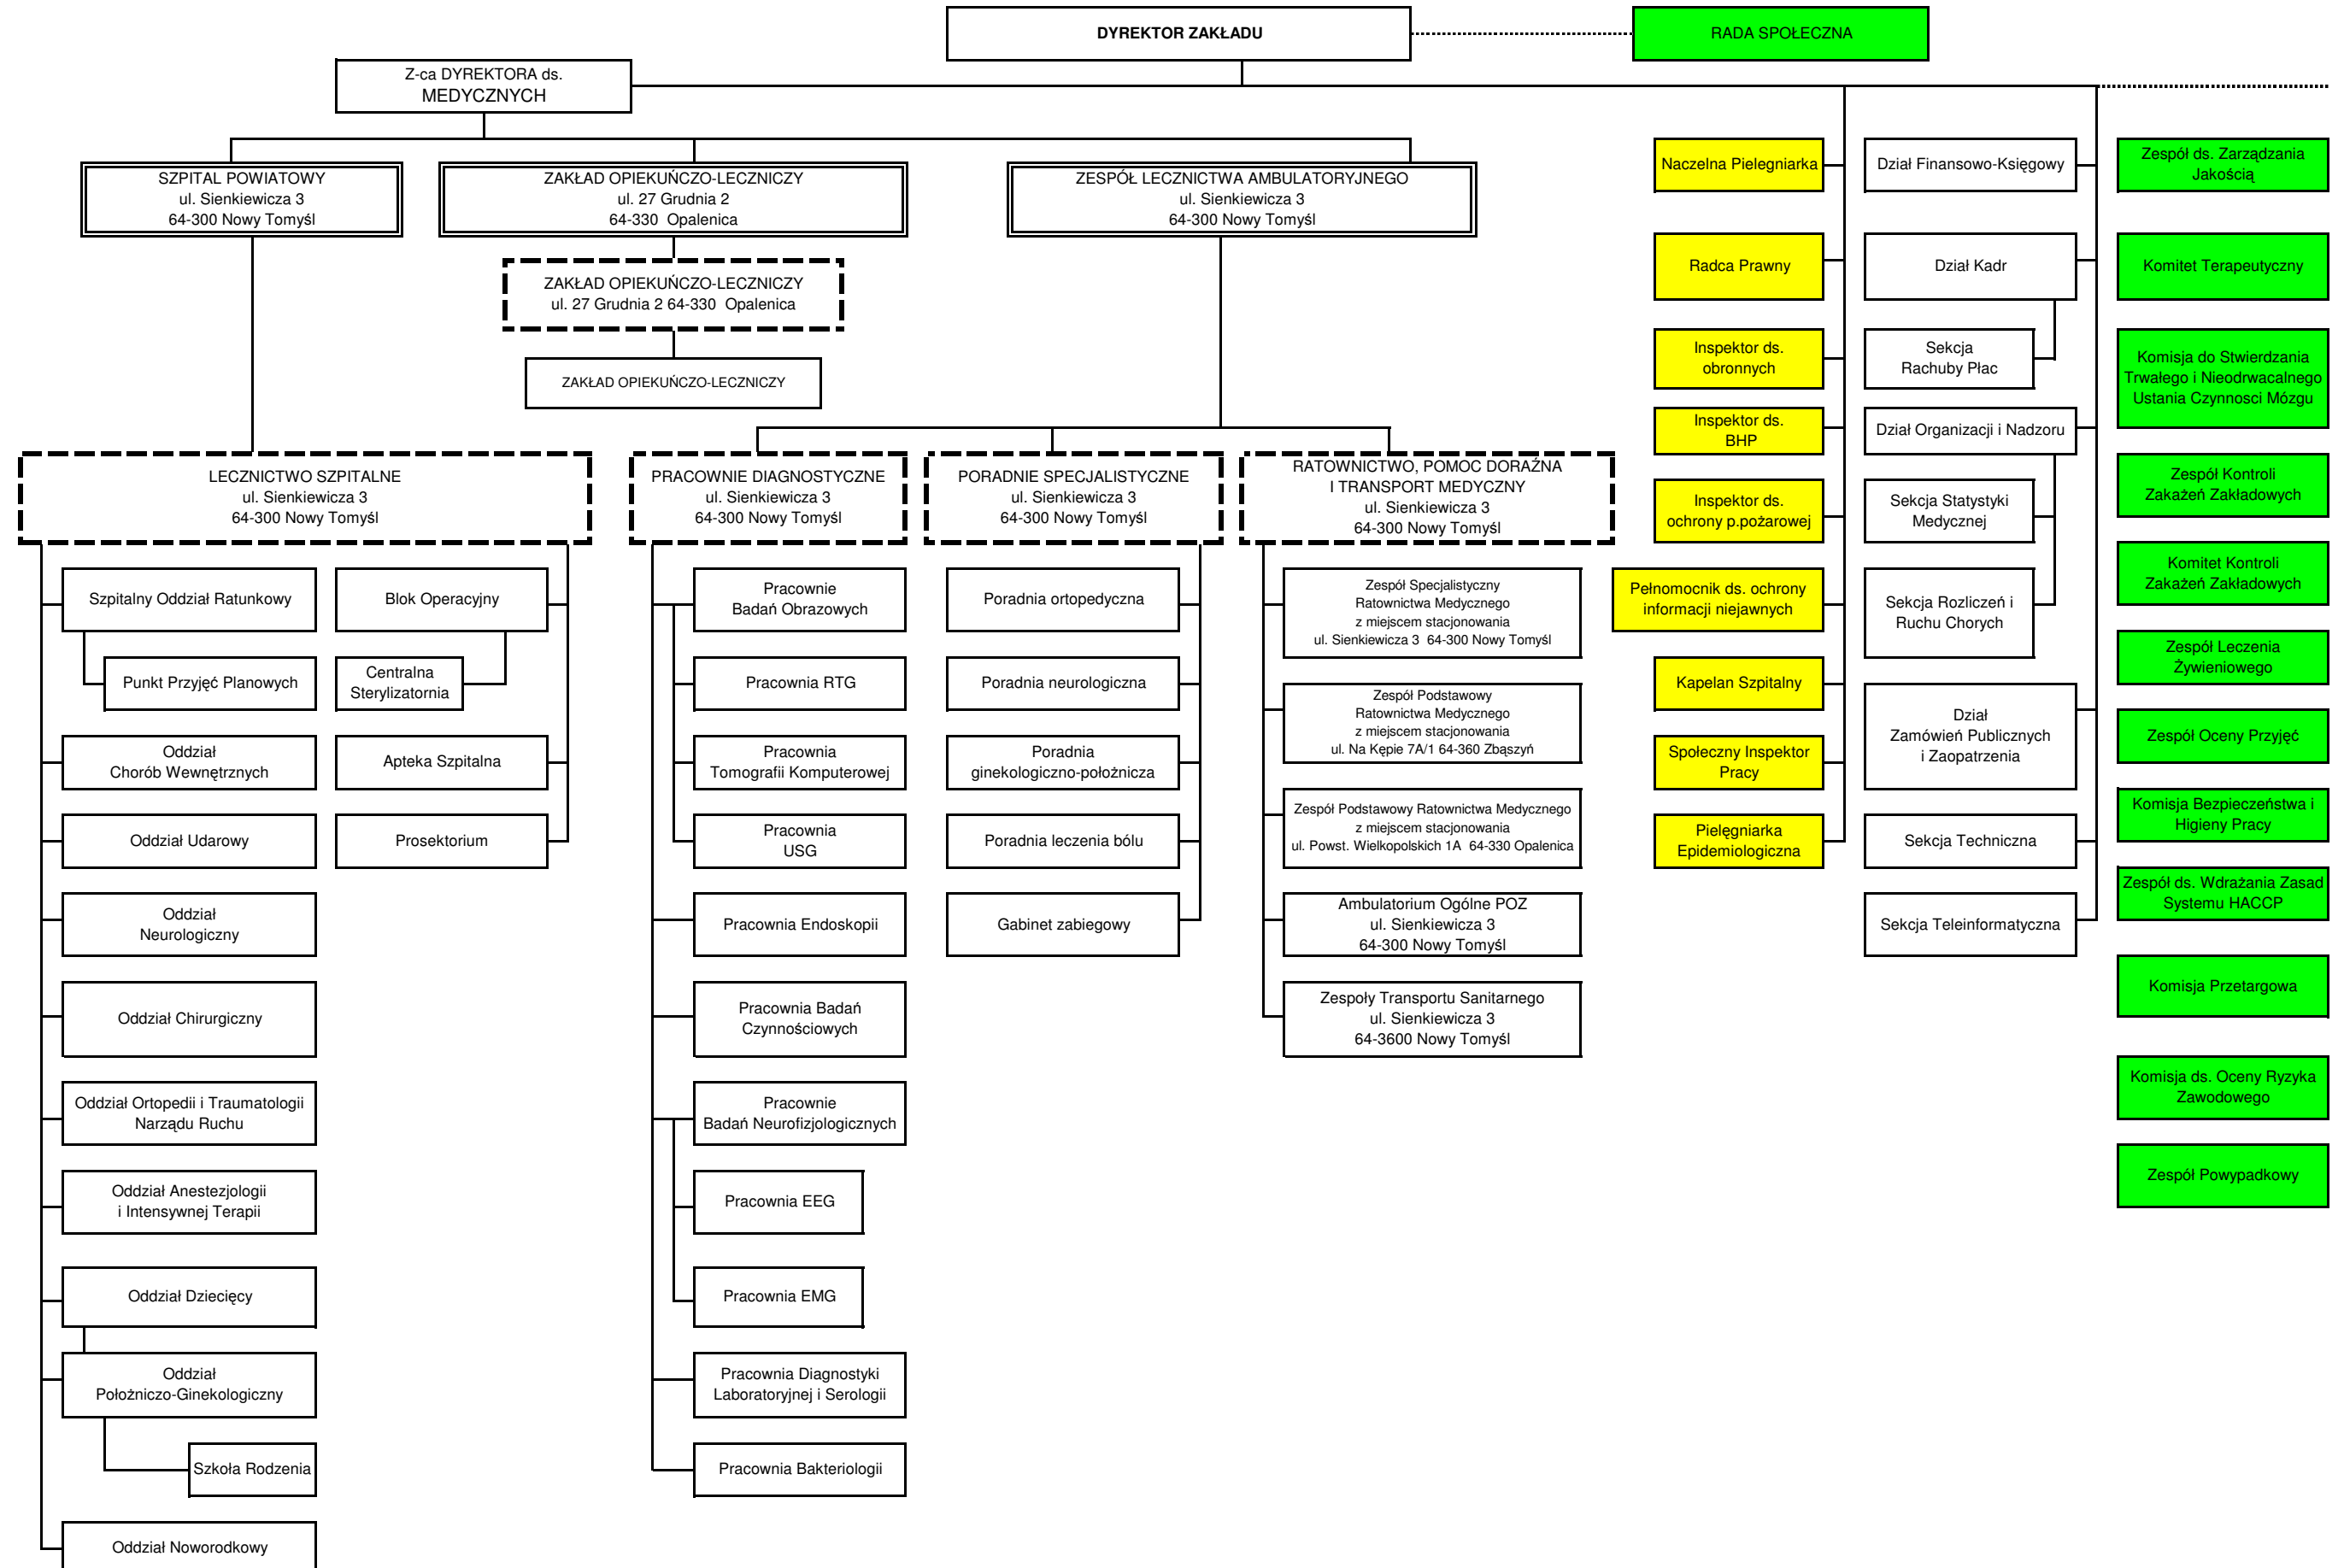 DYREKTOR ZAKŁADU
RADA SPOŁECZNA
Z-ca DYREKTORA ds.
MEDYCZNYCH
SZPITAL POWIATOWY
ul. Sienkiewicza 3
64-300 Nowy Tomyśl
ZAKŁAD OPIEKUŃCZO-LECZNICZY
ul. 27 Grudnia 2
64-330  Opalenica
ZESPÓŁ LECZNICTWA AMBULATORYJNEGO
ul. Sienkiewicza 3
64-300 Nowy Tomyśl
ZAKŁAD OPIEKUŃCZO-LECZNICZY
ul. 27 Grudnia 2 64-330  Opalenica
ZAKŁAD OPIEKUŃCZO-LECZNICZY
LECZNICTWO SZPITALNE
ul. Sienkiewicza 3
64-300 Nowy Tomyśl
Szpitalny Oddział Ratunkowy
Punkt Przyjęć Planowych
Oddział
Chorób Wewnętrznych
Oddział Udarowy
Oddział
Neurologiczny
Oddział Chirurgiczny
Oddział Ortopedii i Traumatologii
Narządu Ruchu
Oddział Anestezjologii
i Intensywnej Terapii
Oddział Dziecięcy
Oddział
Położniczo-Ginekologiczny
Szkoła Rodzenia
Oddział Noworodkowy
Blok Operacyjny
Centralna
Sterylizatornia
Apteka Szpitalna
Prosektorium
PRACOWNIE DIAGNOSTYCZNE
ul. Sienkiewicza 3
64-300 Nowy Tomyśl
Pracownie
Badań Obrazowych
Pracownia RTG
Pracownia
Tomografii Komputerowej
Pracownia
USG
Pracownia Endoskopii
Pracownia Badań
Czynnościowych
Pracownie
Badań Neurofizjologicznych
Pracownia EEG
Pracownia EMG
Pracownia Diagnostyki
Laboratoryjnej i Serologii
Pracownia Bakteriologii
PORADNIE SPECJALISTYCZNE
ul. Sienkiewicza 3
64-300 Nowy Tomyśl
Poradnia ortopedyczna
Poradnia neurologiczna
Poradnia
ginekologiczno-położnicza
Poradnia leczenia bólu
Gabinet zabiegowy
RATOWNICTWO, POMOC DORAŹNA
I TRANSPORT MEDYCZNY
ul. Sienkiewicza 3
64-300 Nowy Tomyśl
Zespół Specjalistyczny
Ratownictwa Medycznego
z miejscem stacjonowania
ul. Sienkiewicza 3  64-300 Nowy Tomyśl
Zespół Podstawowy
Ratownictwa Medycznego
z miejscem stacjonowania
ul. Na Kępie 7A/1 64-360 Zbąszyń
Zespół Podstawowy Ratownictwa Medycznego
z miejscem stacjonowania
ul. Powst. Wielkopolskich 1A  64-330 Opalenica
Ambulatorium Ogólne POZ
ul. Sienkiewicza 3
64-300 Nowy Tomyśl
Zespoły Transportu Sanitarnego
ul. Sienkiewicza 3
64-3600 Nowy Tomyśl
Naczelna Pielegniarka
Radca Prawny
Inspektor ds.
obronnych
Inspektor ds.
BHP
Inspektor ds.
ochrony p.pożarowej
Pełnomocnik ds. ochrony
informacji niejawnych
Kapelan Szpitalny
Społeczny Inspektor
Pracy
Pielęgniarka
Epidemiologiczna
Dział Finansowo-Księgowy
Dział Kadr
Sekcja
Rachuby Płac
Dział Organizacji i Nadzoru
Sekcja Statystyki
Medycznej
Sekcja Rozliczeń i
Ruchu Chorych
Dział
Zamówień Publicznych
i Zaopatrzenia
Sekcja Techniczna
Sekcja Teleinformatyczna
Zespół ds. Zarządzania
Jakością
Komitet Terapeutyczny
Komisja do Stwierdzania
Trwałego i Nieodrwacalnego
Ustania Czynnosci Mózgu
Zespół Kontroli
Zakażeń Zakładowych
Komitet Kontroli
Zakażeń Zakładowych
Zespół Leczenia
Żywieniowego
Zespół Oceny Przyjęć
Komisja Bezpieczeństwa i
Higieny Pracy
Zespół ds. Wdrażania Zasad
Systemu HACCP
Komisja Przetargowa
Komisja ds. Oceny Ryzyka
Zawodowego
Zespół Powypadkowy